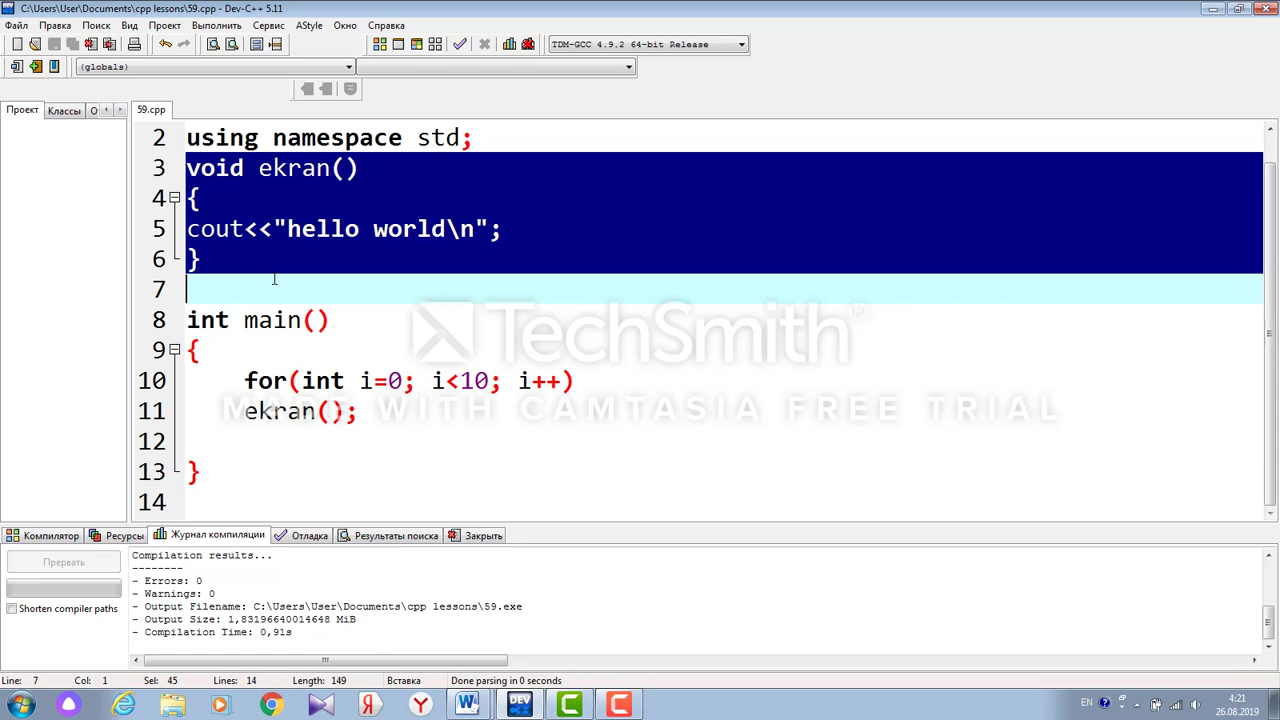 C:\Users\User\Documents\cpp lessons\59.cpp - Dev-C++ 5.11
Файл Правка Поиск Вид Проект Выполнить Сервис AStyle Окно Справка
TDM-GCC 4.9.2 64-bit Release
(globals)
Проект Классы О 59.cpp
2 using namespace std;
3 void ekran()
4 {
5 cout<<"hello world\n";
6 }
7
8 int main()
9 {
10 for(int i=0; i<10; i++)
11 ekran();
12
13 }
14
TechSmith®
MADE WITH CAMTASIA FREE TRIAL
Компилятор Ресурсы Журнал компиляции Отладка Результаты поиска Закрыть
Прервать
Shorten compiler paths
Compilation results...
--------
- Errors: 0
- Warnings: 0
- Output Filename: C:\Users\User\Documents\cpp lessons\59.exe
- Output Size: 1,83196640014648 MiB
- Compilation Time: 0,91s
Line: 7 Col: 1 Sel: 45 Lines: 14 Length: 149 Вставка Done parsing in 0 seconds
EN 4:21
26.08.2019